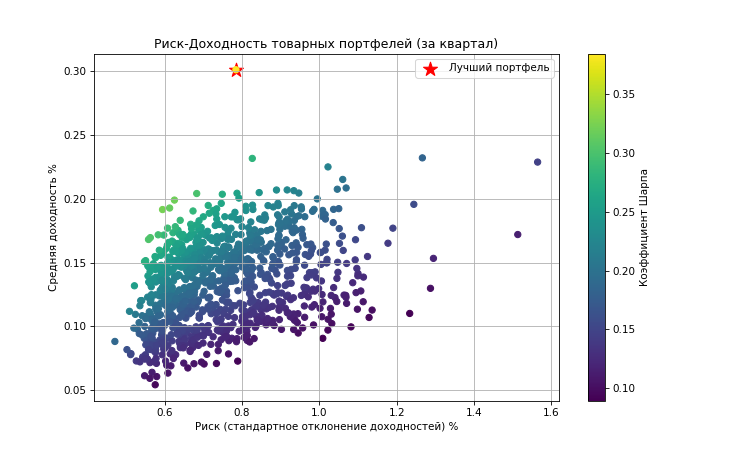 Риск-Доходность товарных портфелей (за квартал)
Лучший портфель
Средняя доходность %
0.30
0.25
0.20
0.15
0.10
0.05
0.6 0.8 1.0 1.2 1.4 1.6
Риск (стандартное отклонение доходностей) %
0.35
0.30
0.25
0.20
0.15
0.10
Коэффициент Шарпа